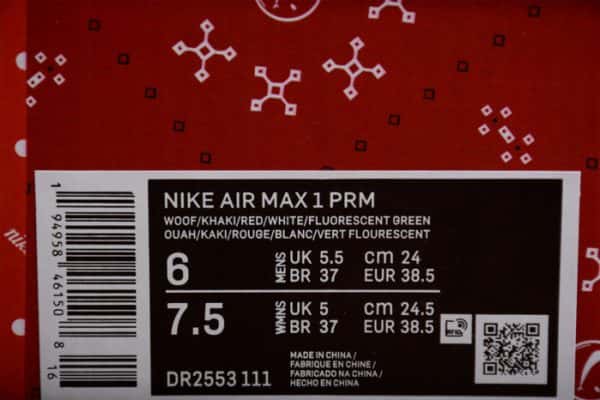 NIKE AIR MAX 1 PRM
WOOF/KHAKI/RED/WHITE/FLUORESCENT GREEN
OUAH/KAKI/ROUGE/BLANC/VERT FLOURESCENT
6 MENS UK 5.5 cm 24
BR 37 EUR 38.5
7.5 WMNS UK 5 cm 24.5
BR 37 EUR 38.5
DR2553 111
MADE IN CHINA /
FABRIQUE EN CHINE /
FABRICADO NA CHINA /
HECHO EN CHINA
1 94958 46150 8
16
nike